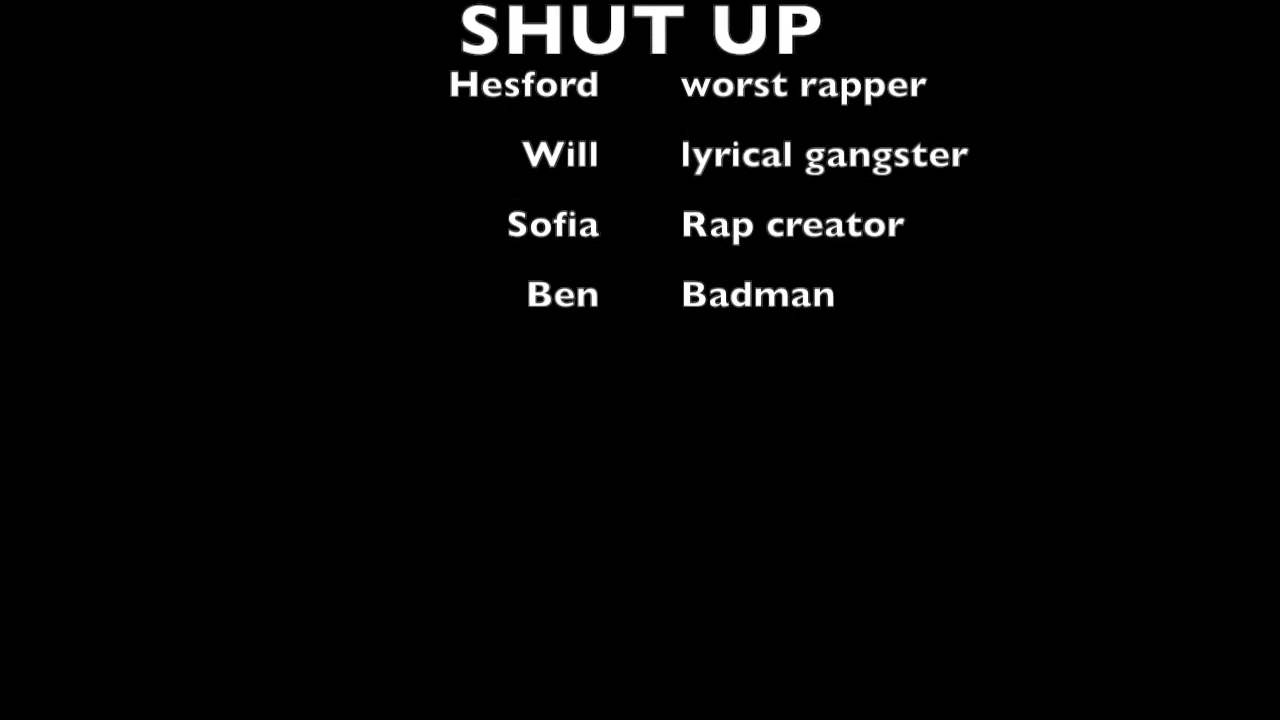 SHUT UP
Hesford worst rapper
Will lyrical gangster
Sofia Rap creator
Ben Badman